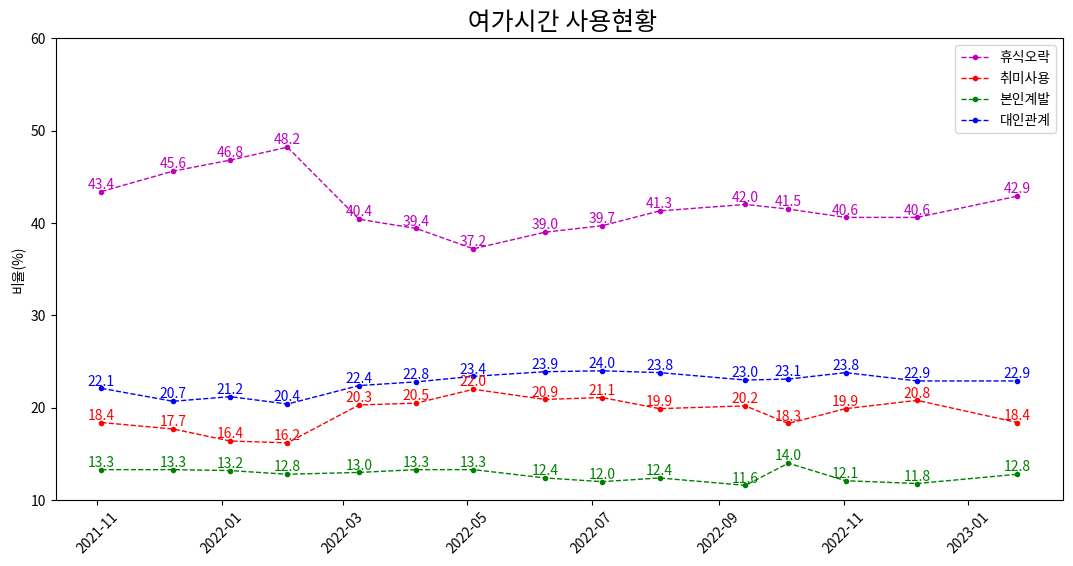 여가시간 사용현황
60
50
40
30
20
10
비율(%)
휴식오락
취미사용
본인계발
대인관계
43.4 45.6 46.8 48.2 40.4 39.4 37.2 39.0 39.7 41.3 42.0 41.5 40.6 40.6 42.9
22.1 20.7 21.2 20.4 22.4 22.8 23.4 23.9 24.0 23.8 23.0 23.1 23.8 22.9 22.9
18.4 17.7 16.4 16.2 20.3 20.5 22.0 20.9 21.1 19.9 20.2 18.3 19.9 20.8 18.4
13.3 13.3 13.2 12.8 13.0 13.3 13.3 12.4 12.0 12.4 11.6 14.0 12.1 11.8 12.8
2021-11 2022-01 2022-03 2022-05 2022-07 2022-09 2022-11 2023-01